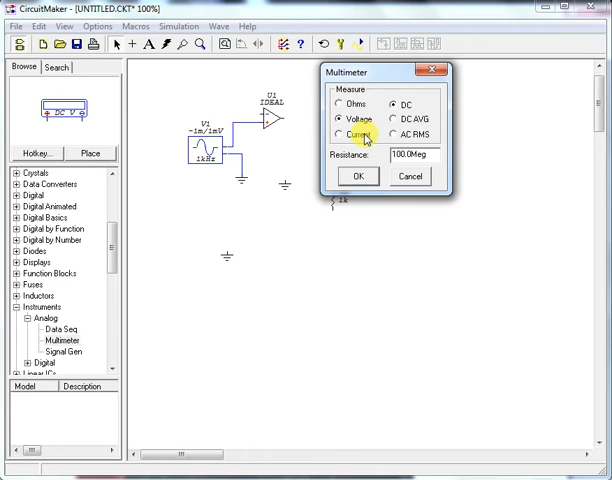 CircuitMaker - [UNTITLED.CKT* 100%]
File Edit View Options Macros Simulation Wave Help
Browse Search
DC V
Hotkey... Place
Crystals
Data Converters
Digital
Digital Animated
Digital Basics
Digital by Function
Digital by Number
Diodes
Displays
Function Blocks
Fuses
Inductors
Instruments
Analog
Data Seq
Multimeter
Signal Gen
Digital
Linear ICs
Model Description
V1
-1m/1mV
1kHz
U1
IDEAL
1k
Multimeter
Measure
Ohms DC
Voltage DC AVG
Current AC RMS
Resistance: 100.0Meg
OK Cancel